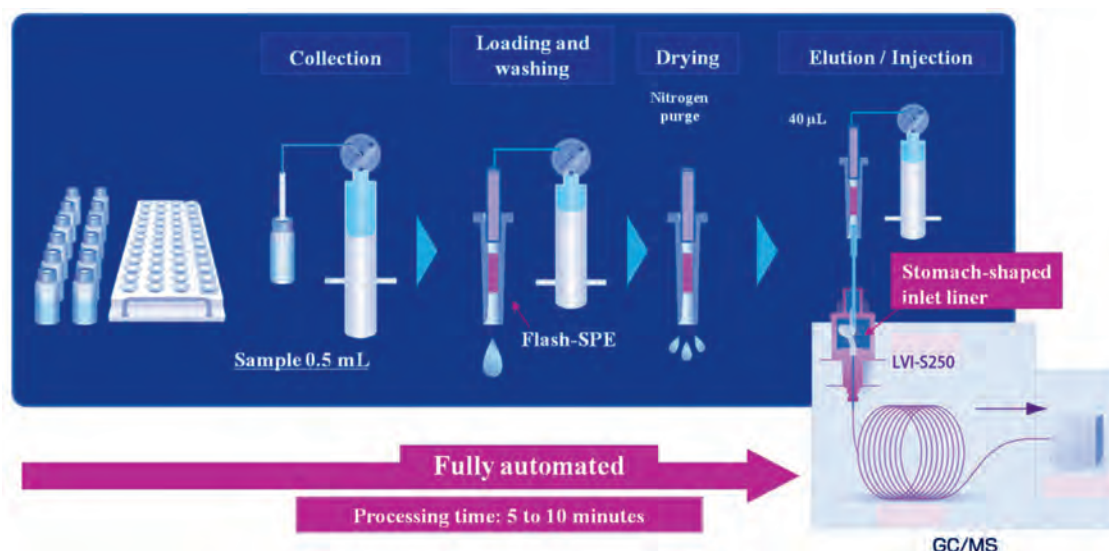 Collection
Loading and
washing
Drying
Elution / Injection
Nitrogen
purge
40 μL
Stomach-shaped
inlet liner
Flash-SPE
Sample 0.5 mL
LVI-S250
Fully automated
Processing time: 5 to 10 minutes
GC/MS